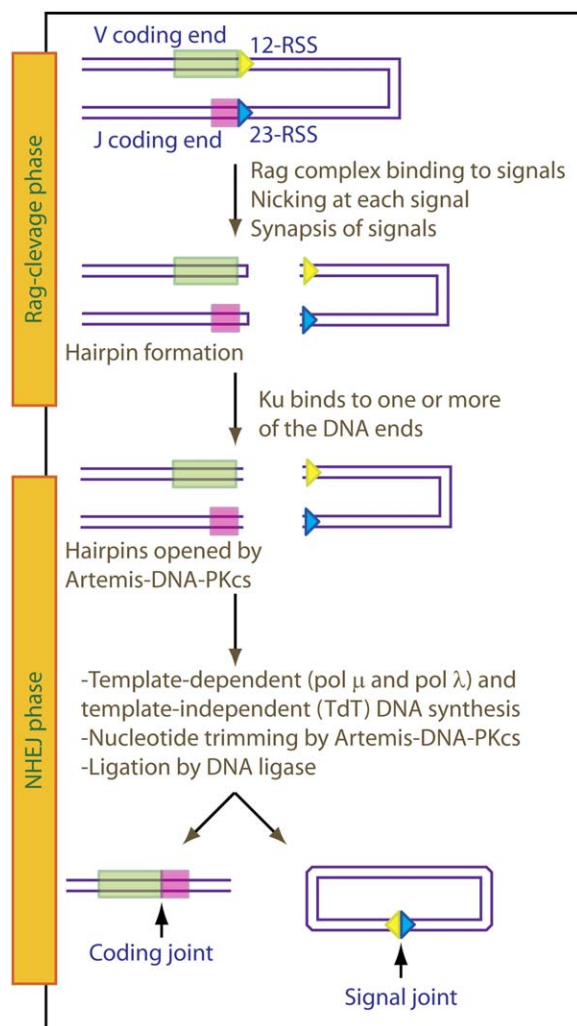 V coding end
12-RSS
J coding end
23-RSS
Rag-clevage phase
Rag complex binding to signals
Nicking at each signal
Synapsis of signals
Hairpin formation
Ku binds to one or more
of the DNA ends
NHEJ phase
Hairpins opened by
Artemis-DNA-PKcs
-Template-dependent (pol μ and pol λ) and
template-independent (TdT) DNA synthesis
-Nucleotide trimming by Artemis-DNA-PKcs
-Ligation by DNA ligase
Coding joint
Signal joint